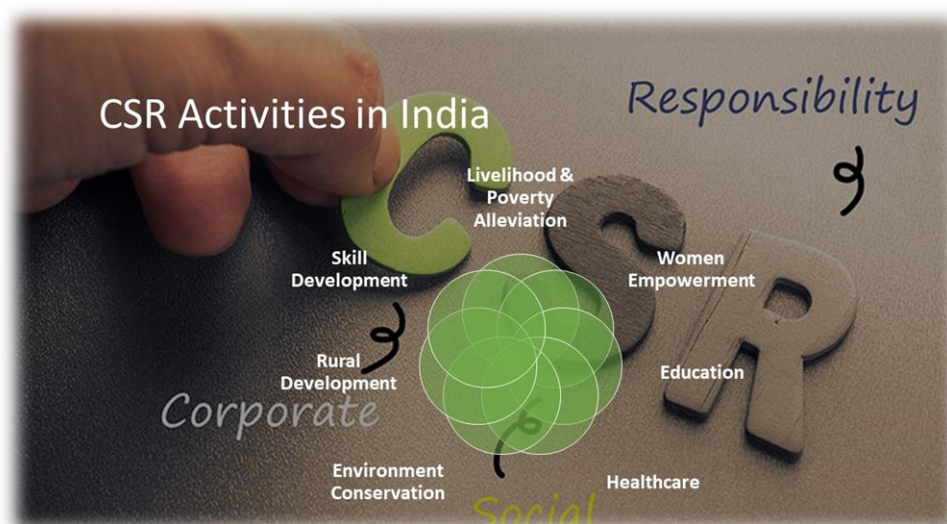 CSR Activities in India
Responsibility
Livelihood &
Poverty
Alleviation
Skill
Development
Women
Empowerment
Rural
Development
Education
Corporate
Environment
Conservation
Healthcare
Social
CSR